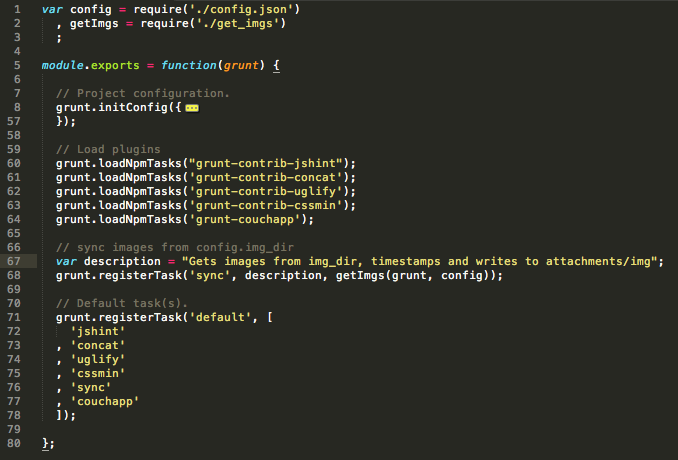 1 var config = require('./config.json')
2   , getImgs = require('./get_imgs')
3   ;
4
5 module.exports = function(grunt) {
6
7   // Project configuration.
8   grunt.initConfig({
57   });
58
59   // Load plugins
60   grunt.loadNpmTasks("grunt-contrib-jshint");
61   grunt.loadNpmTasks('grunt-contrib-concat');
62   grunt.loadNpmTasks('grunt-contrib-uglify');
63   grunt.loadNpmTasks('grunt-contrib-cssmin');
64   grunt.loadNpmTasks('grunt-couchapp');
65
66   // sync images from config.img_dir
67   var description = "Gets images from img_dir, timestamps and writes to attachments/img";
68   grunt.registerTask('sync', description, getImgs(grunt, config));
69
70   // Default task(s).
71   grunt.registerTask('default', [
72     'jshint'
73   , 'concat'
74   , 'uglify'
75   , 'cssmin'
76   , 'sync'
77   , 'couchapp'
78   ]);
79
80 };